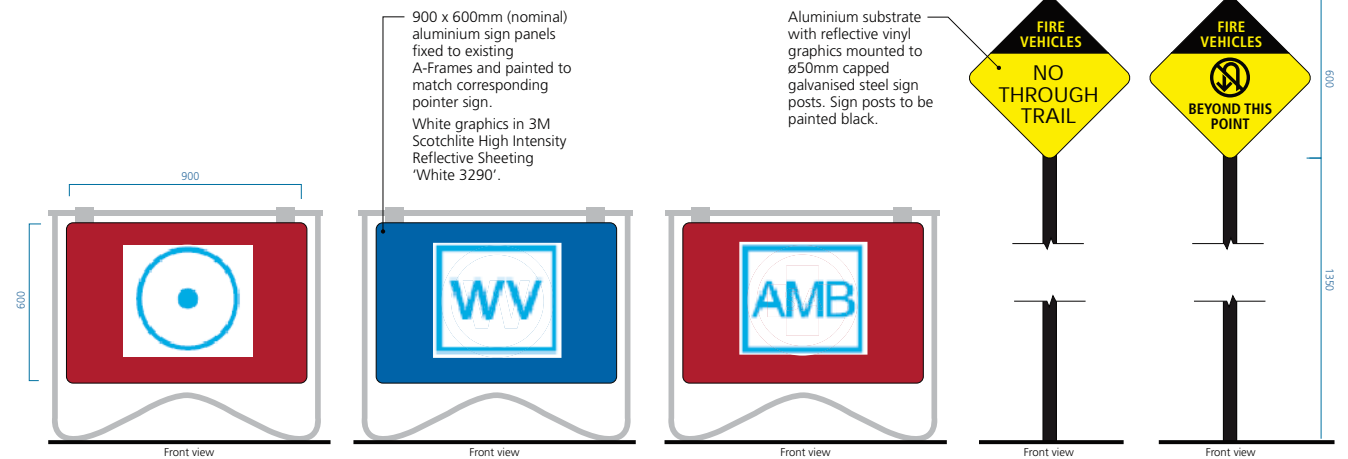 900 x 600mm (nominal)
aluminium sign panels
fixed to existing
A-Frames and painted to
match corresponding
pointer sign.
White graphics in 3M
Scotchlite High Intensity
Reflective Sheeting
‘White 3290’.
Aluminium substrate
with reflective vinyl
graphics mounted to
ø50mm capped
galvanised steel sign
posts. Sign posts to be
painted black.
FIRE
VEHICLES
NO
THROUGH
TRAIL
FIRE
VEHICLES
BEYOND THIS
POINT
600
1350
900
600
WV
AMB
Front view
Front view
Front view
Front view
Front view